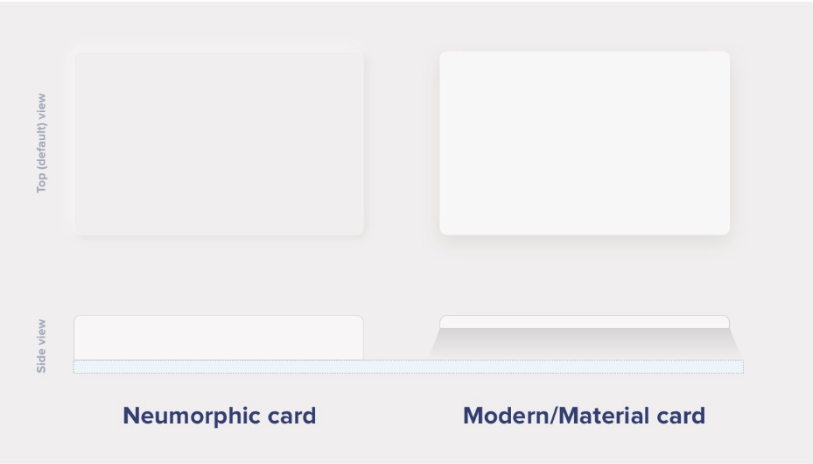 Top (default) view
Side view
Neumorphic card
Modern/Material card